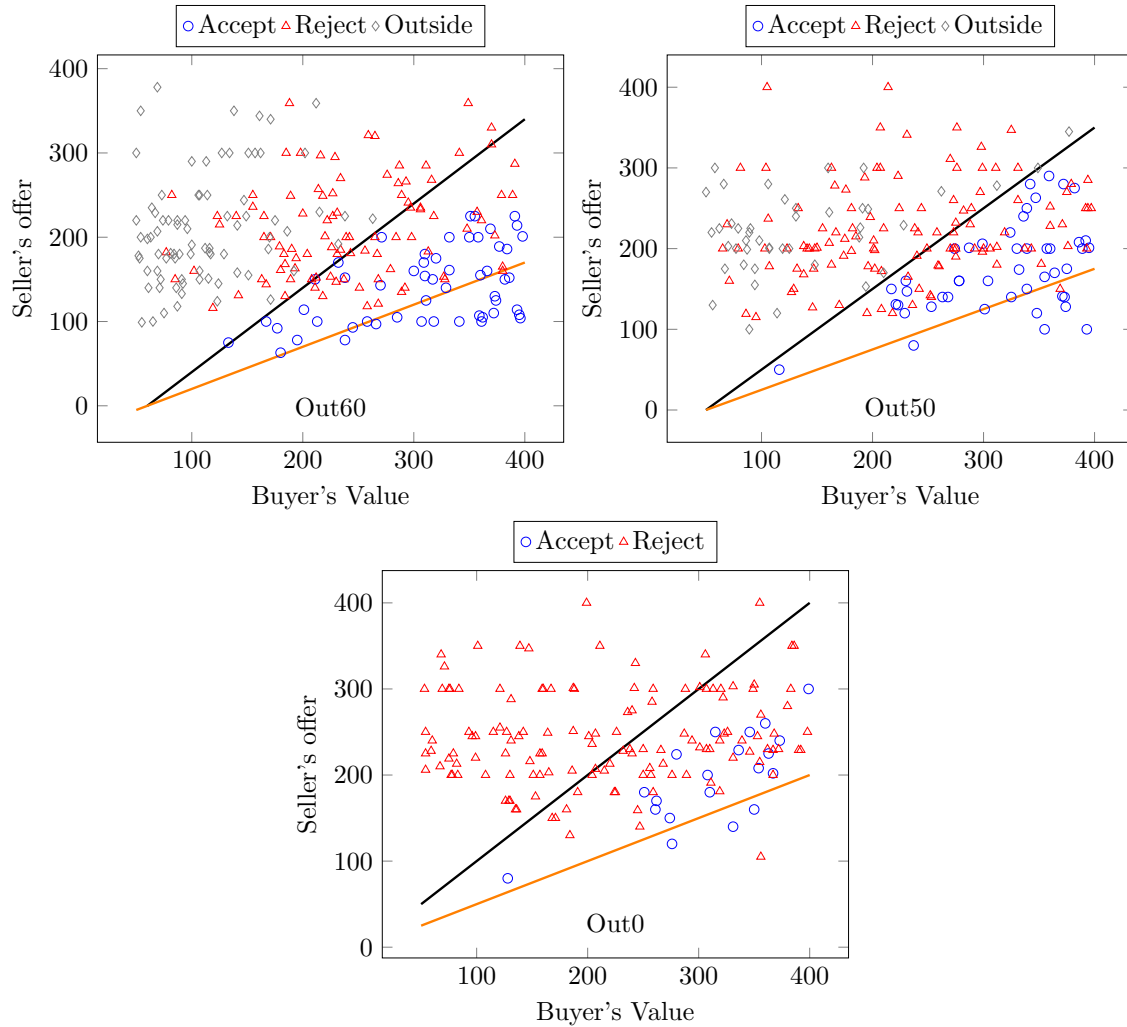 Accept Reject Outside
400
300
200
100
0
Seller's offer
Out60
100 200 300 400
Buyer's Value
Accept Reject Outside
400
300
200
100
0
Seller's offer
Out50
100 200 300 400
Buyer's Value
Accept Reject
400
300
200
100
0
Seller's offer
Out0
100 200 300 400
Buyer's Value